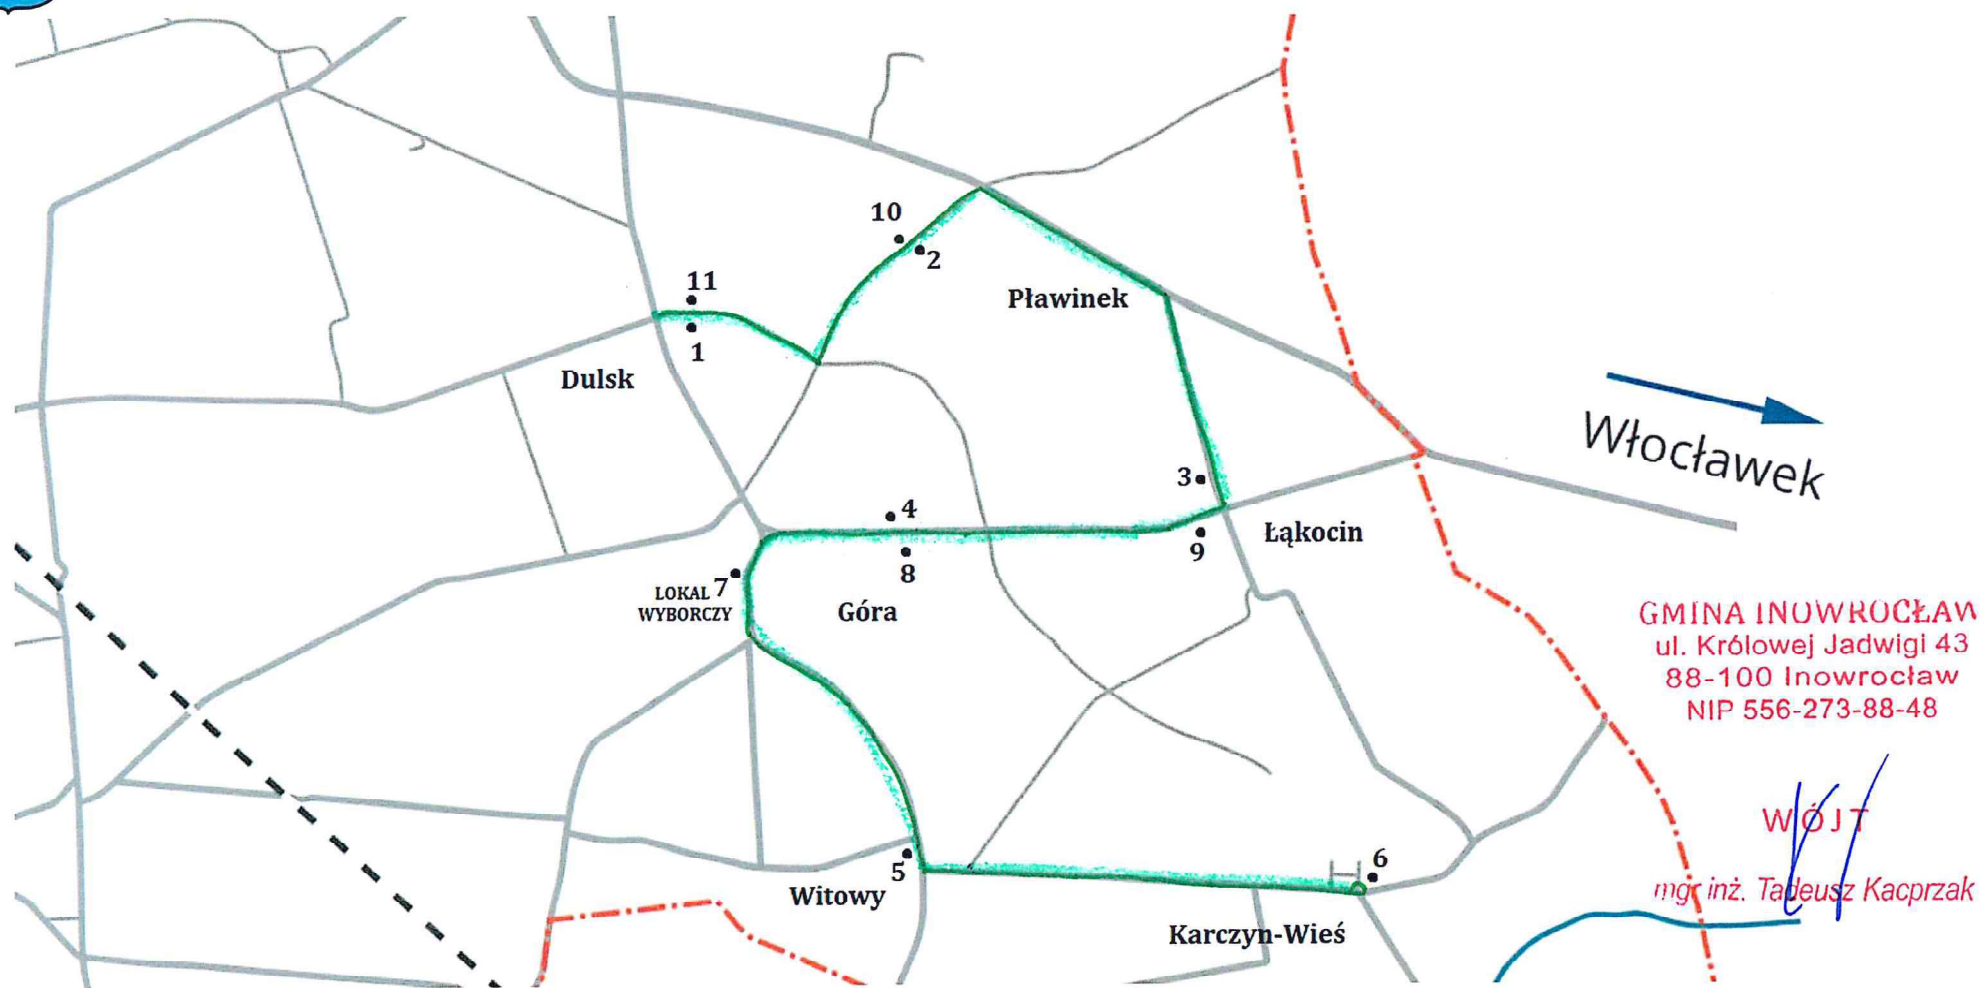 10
2
11
Pławinek
1
Dulsk
Włocławek
3
4
Łąkocin
9
8
LOKAL 7
WYBORCZY
Góra
GMINA INOWROCŁAW
ul. Królowej Jadwigi 43
88-100 Inowrocław
NIP 556-273-88-48
WÓJT
mgr inż. Tadeusz Kacprzak
6
5
Witowy
Karczyn-Wieś